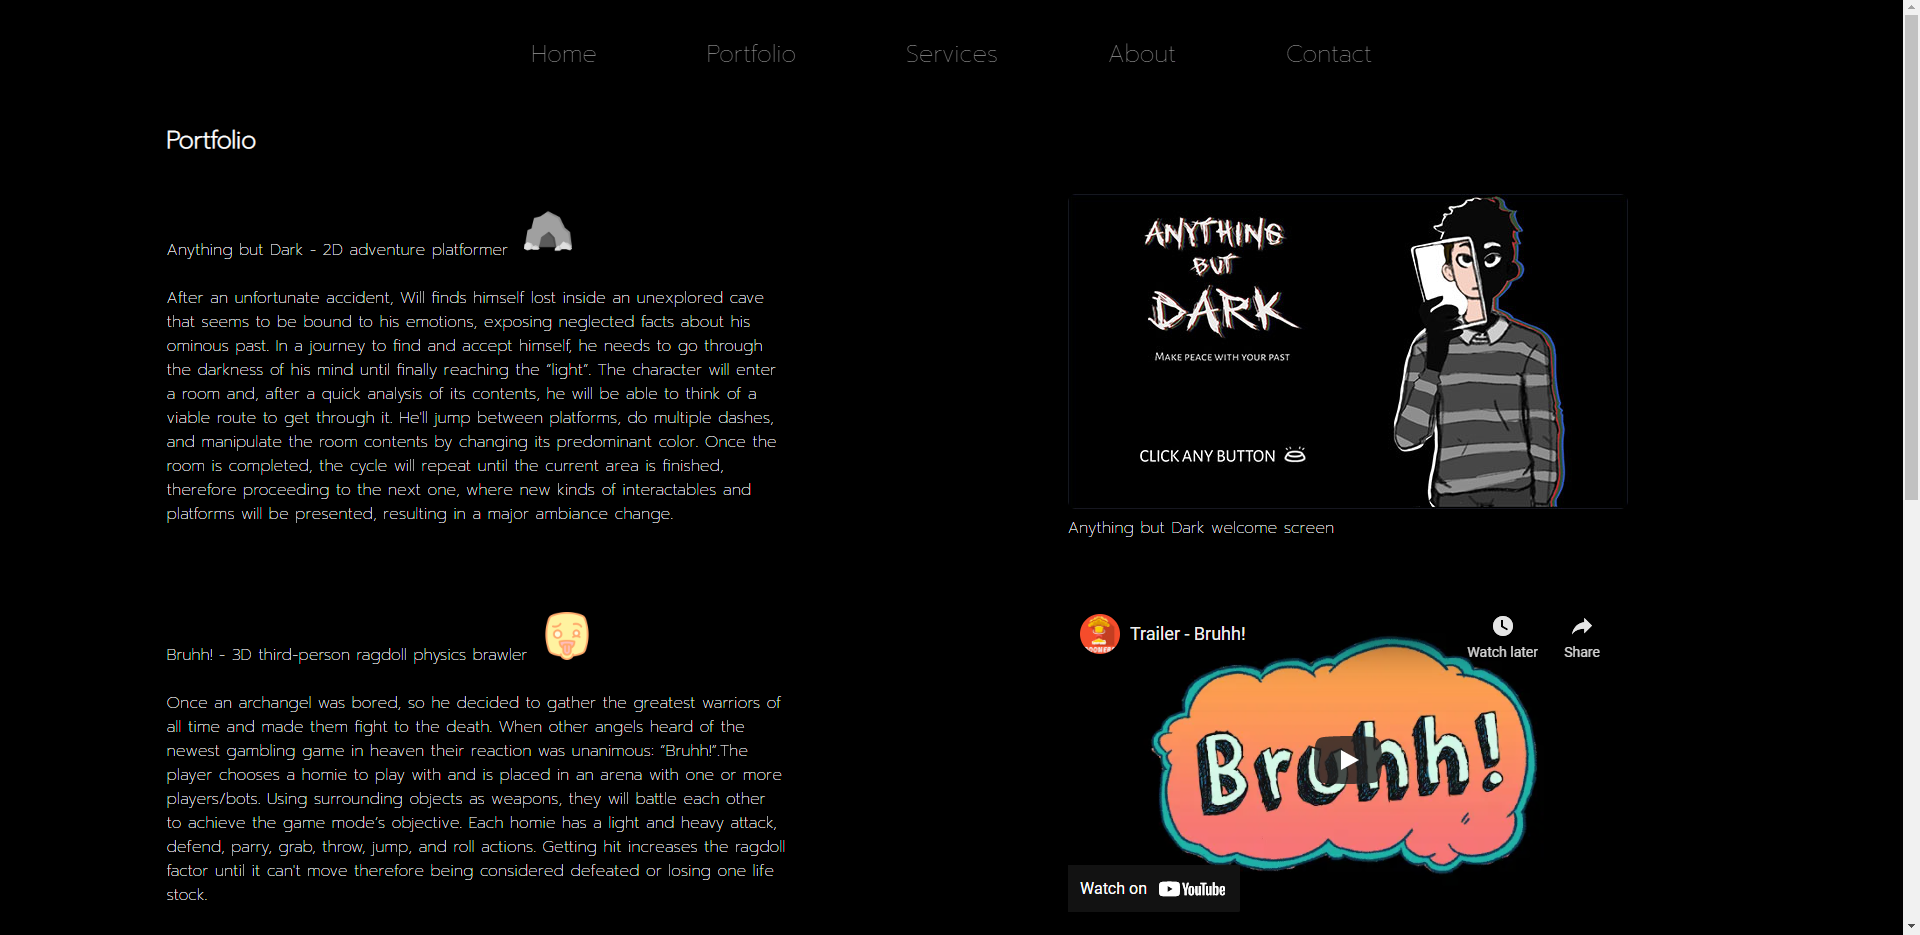 Home Portfolio Services About Contact
Portfolio
Anything but Dark - 2D adventure platformer
After an unfortunate accident, Will finds himself lost inside an unexplored cave
that seems to be bound to his emotions, exposing neglected facts about his
ominous past. In a journey to find and accept himself, he needs to go through
the darkness of his mind until finally reaching the “light”. The character will enter
a room and, after a quick analysis of its contents, he will be able to think of a
viable route to get through it. He'll jump between platforms, do multiple dashes,
and manipulate the room contents by changing its predominant color. Once the
room is completed, the cycle will repeat until the current area is finished,
therefore proceeding to the next one, where new kinds of interactables and
platforms will be presented, resulting in a major ambiance change.
ANYTHING
BUT
DARK
MAKE PEACE WITH YOUR PAST
CLICK ANY BUTTON
Anything but Dark welcome screen
Bruhh! - 3D third-person ragdoll physics brawler
Once an archangel was bored, so he decided to gather the greatest warriors of
all time and made them fight to the death. When other angels heard of the
newest gambling game in heaven their reaction was unanimous: “Bruhh!”.The
player chooses a homie to play with and is placed in an arena with one or more
players/bots. Using surrounding objects as weapons, they will battle each other
to achieve the game mode’s objective. Each homie has a light and heavy attack,
defend, parry, grab, throw, jump, and roll actions. Getting hit increases the ragdoll
factor until it can't move therefore being considered defeated or losing one life
stock.
Trailer - Bruhh!
Watch later
Share
Bruhh!
Watch on YouTube